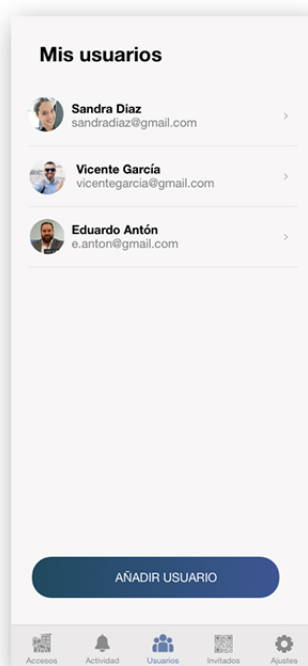 Mis usuarios
Sandra Diaz
sandradiaz@gmail.com
Vicente García
vicentegarcia@gmail.com
Eduardo Antón
e.anton@gmail.com
AÑADIR USUARIO
Accesos Actividad Usuarios Invitados Ajustes